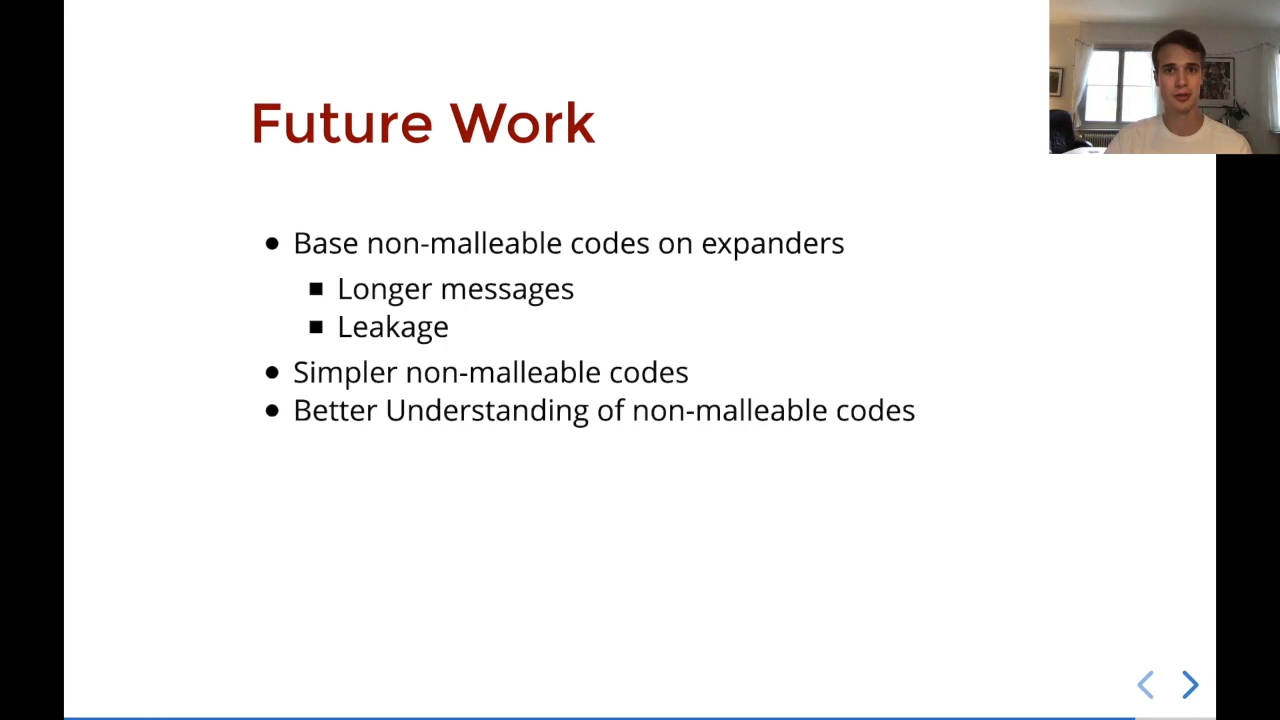 Future Work
Base non-malleable codes on expanders
Longer messages
Leakage
Simpler non-malleable codes
Better Understanding of non-malleable codes